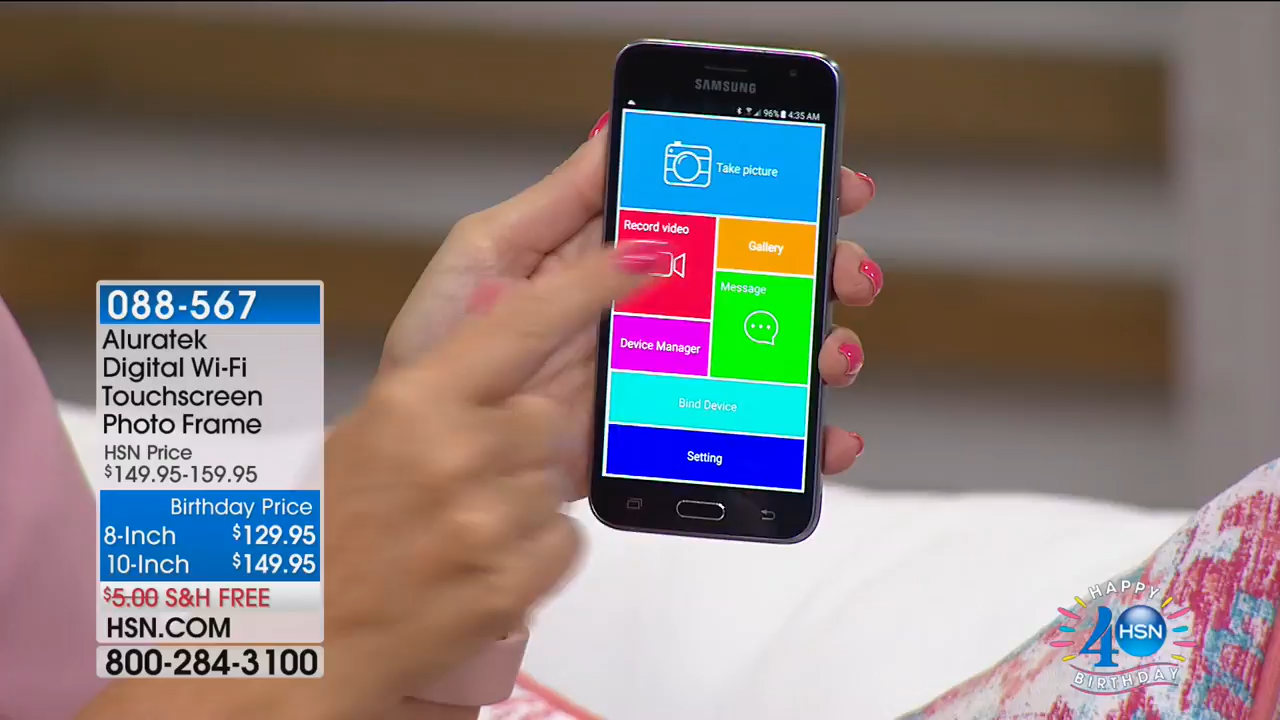 088-567
Aluratek
Digital Wi-Fi
Touchscreen
Photo Frame
HSN Price
$149.95-159.95
Birthday Price
8-Inch $129.95
10-Inch $149.95
$5.00 S&H FREE
HSN.COM
800-284-3100
SAMSUNG
96% 4:35 AM
Take picture
Record video
Gallery
Message
Device Manager
Bind Device
Setting
HAPPY
40
HSN
BIRTHDAY